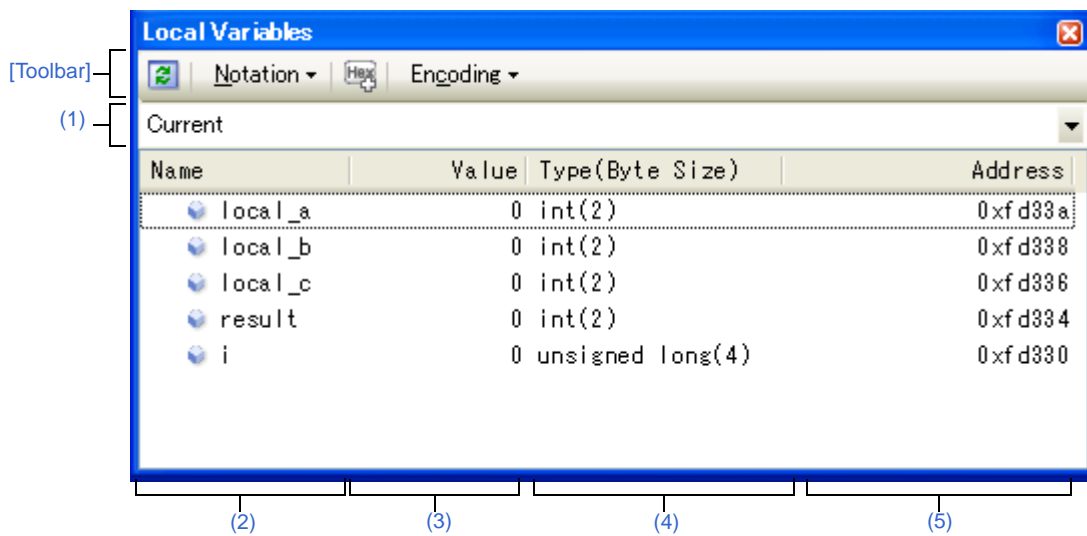 Local Variables
[Toolbar] Notation Hex Encoding
(1) Current
Name Value Type(Byte Size) Address
local_a 0 int(2) 0xfd33a
local_b 0 int(2) 0xfd338
local_c 0 int(2) 0xfd336
result 0 int(2) 0xfd334
i 0 unsigned long(4) 0xfd330
(2) (3) (4) (5)